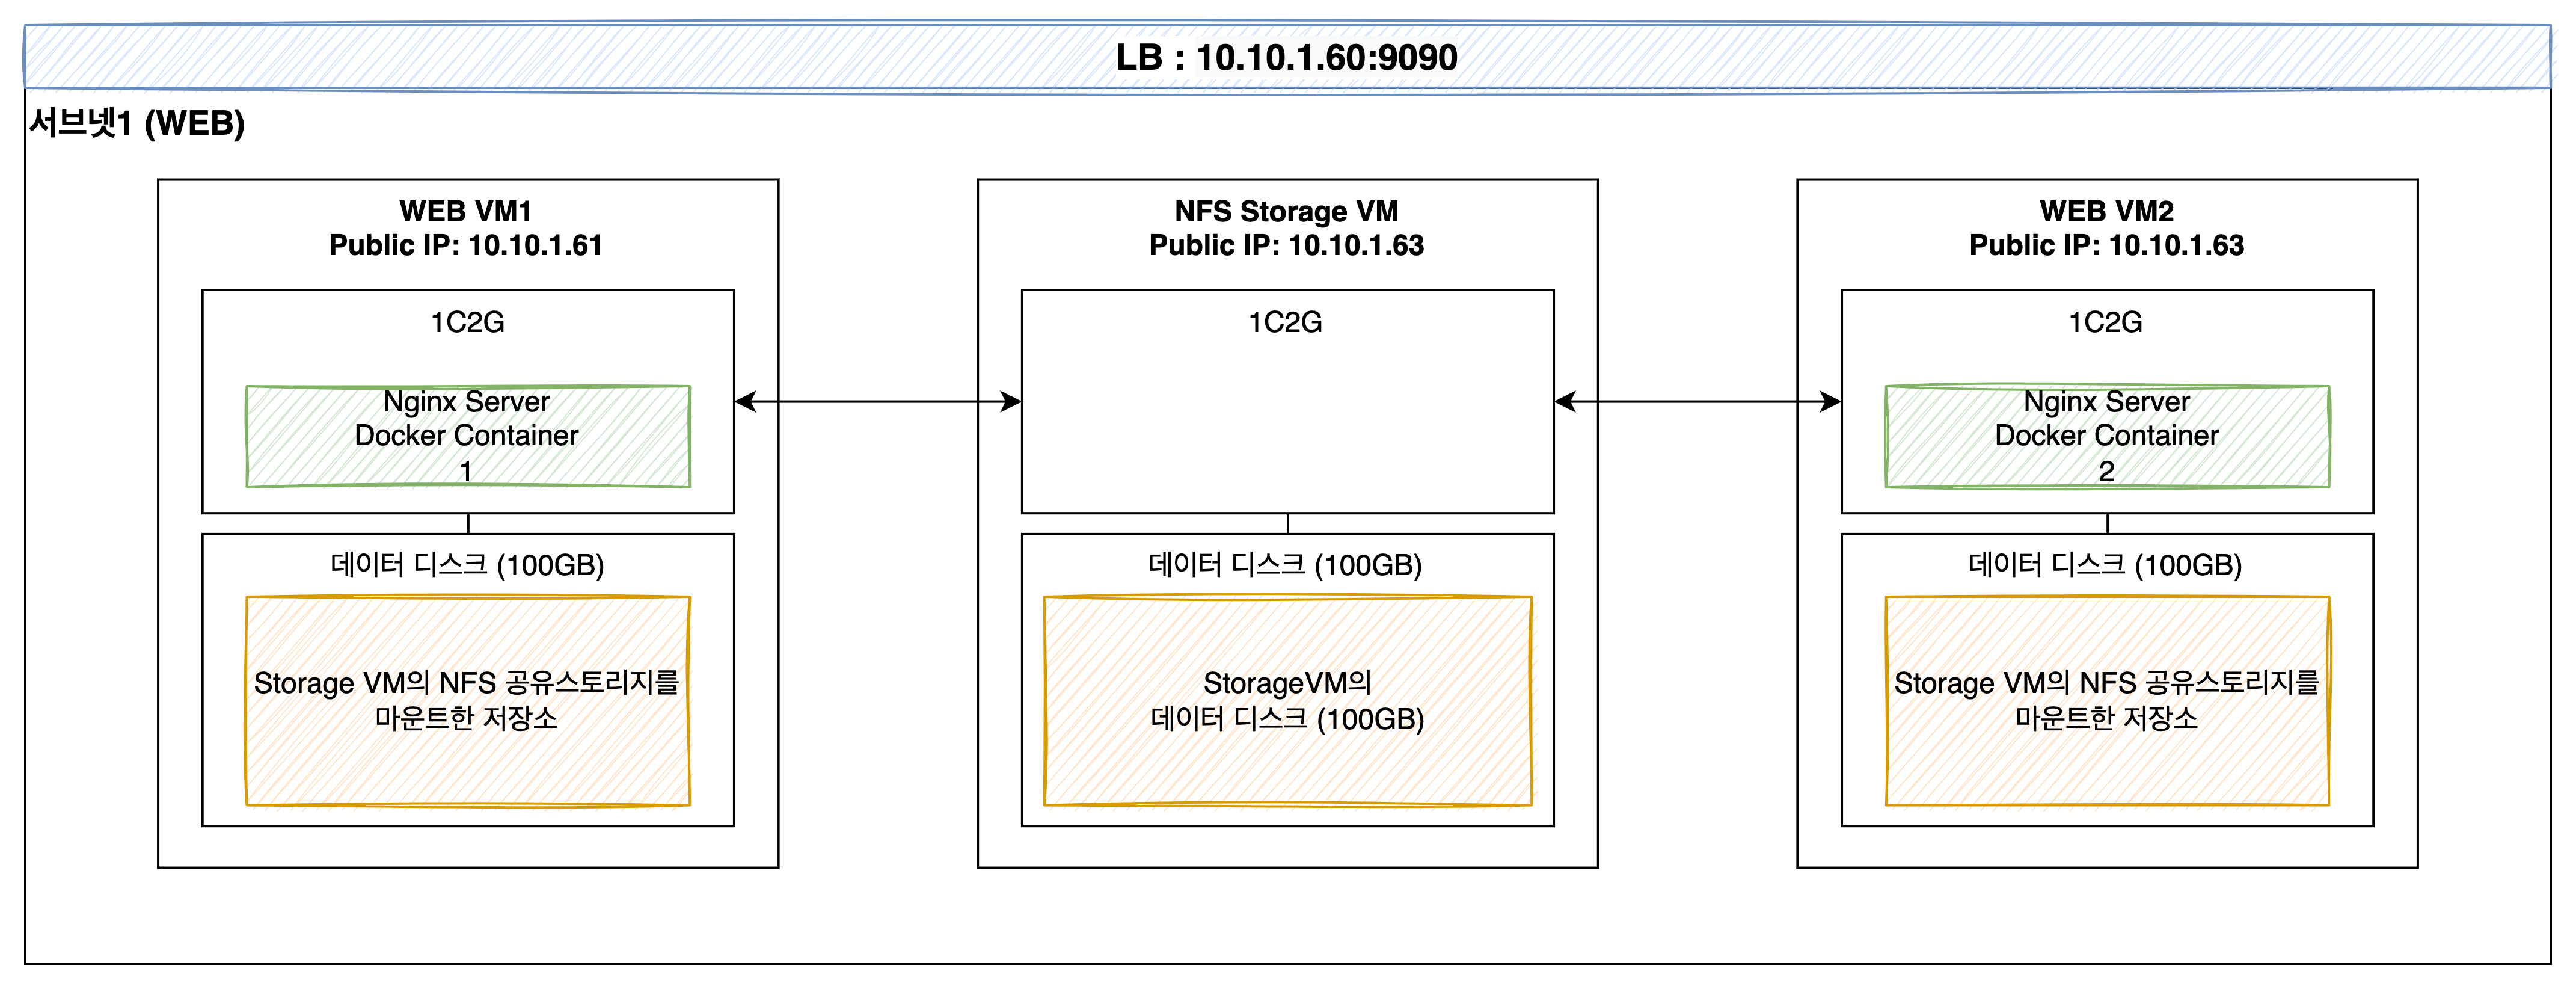 LB : 10.10.1.60:9090
서브넷1 (WEB)
WEB VM1
Public IP: 10.10.1.61
1C2G
Nginx Server
Docker Container
1
데이터 디스크 (100GB)
Storage VM의 NFS 공유스토리지를
마운트한 저장소
NFS Storage VM
Public IP: 10.10.1.63
1C2G
데이터 디스크 (100GB)
StorageVM의
데이터 디스크 (100GB)
WEB VM2
Public IP: 10.10.1.63
1C2G
Nginx Server
Docker Container
2
데이터 디스크 (100GB)
Storage VM의 NFS 공유스토리지를
마운트한 저장소